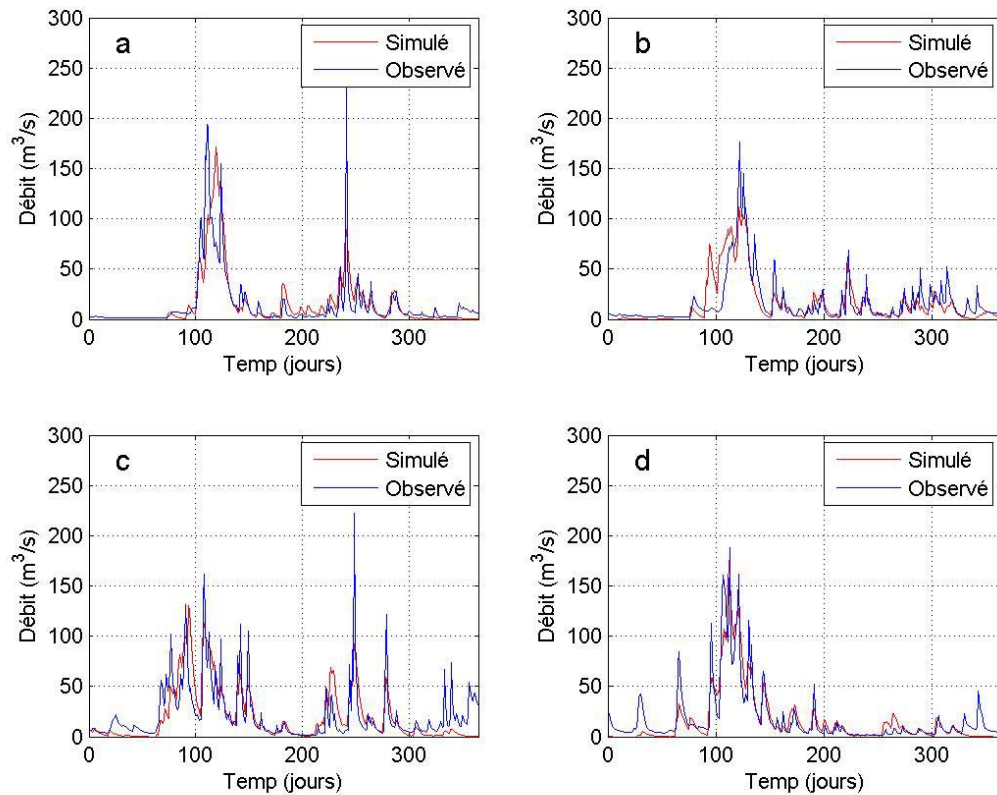 a
Simulé
Observé
300
250
200
150
100
50
0
Débit (m³/s)
0 100 200 300
Temp (jours)
b
Simulé
Observé
300
250
200
150
100
50
0
Débit (m³/s)
0 100 200 300
Temp (jours)
c
Simulé
Observé
300
250
200
150
100
50
0
Débit (m³/s)
0 100 200 300
Temp (jours)
d
Simulé
Observé
300
250
200
150
100
50
0
Débit (m³/s)
0 100 200 300
Temp (jours)